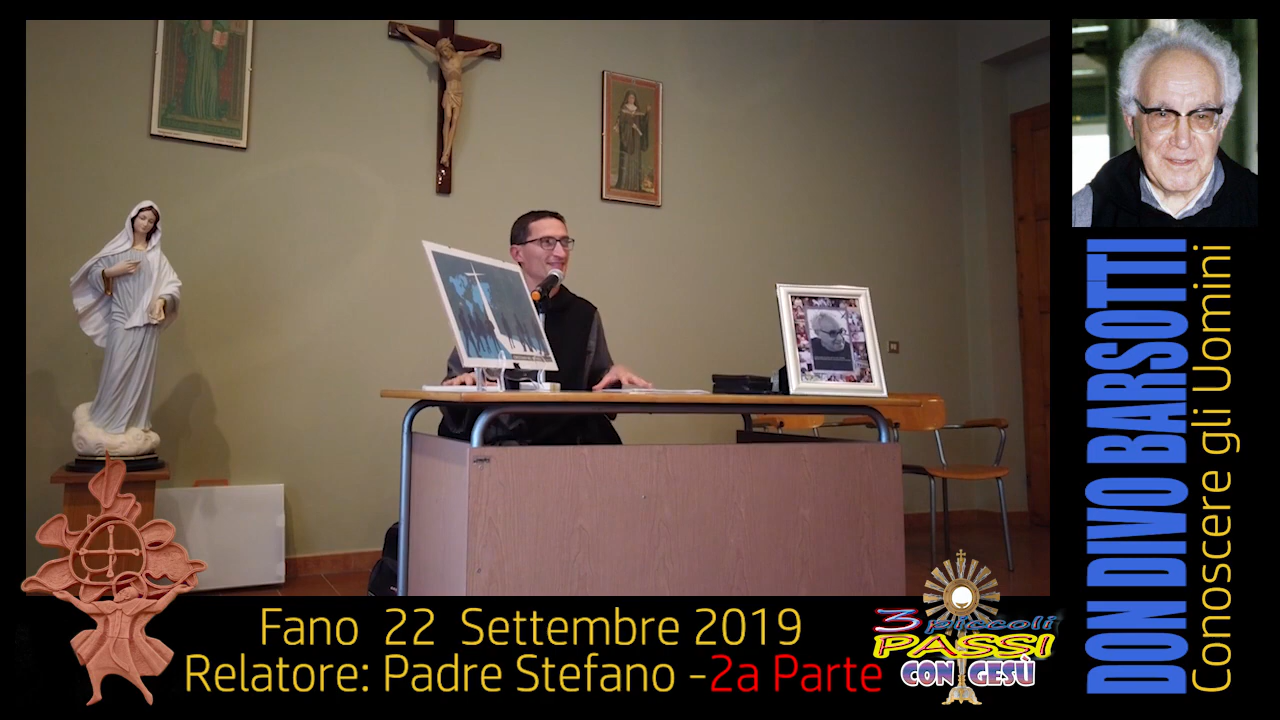 Fano 22 Settembre 2019
Relatore: Padre Stefano -2a Parte
3 piccoli
PASSI
CON GESÙ
DON DIVO BARSOTTI
Conoscere gli Uomini